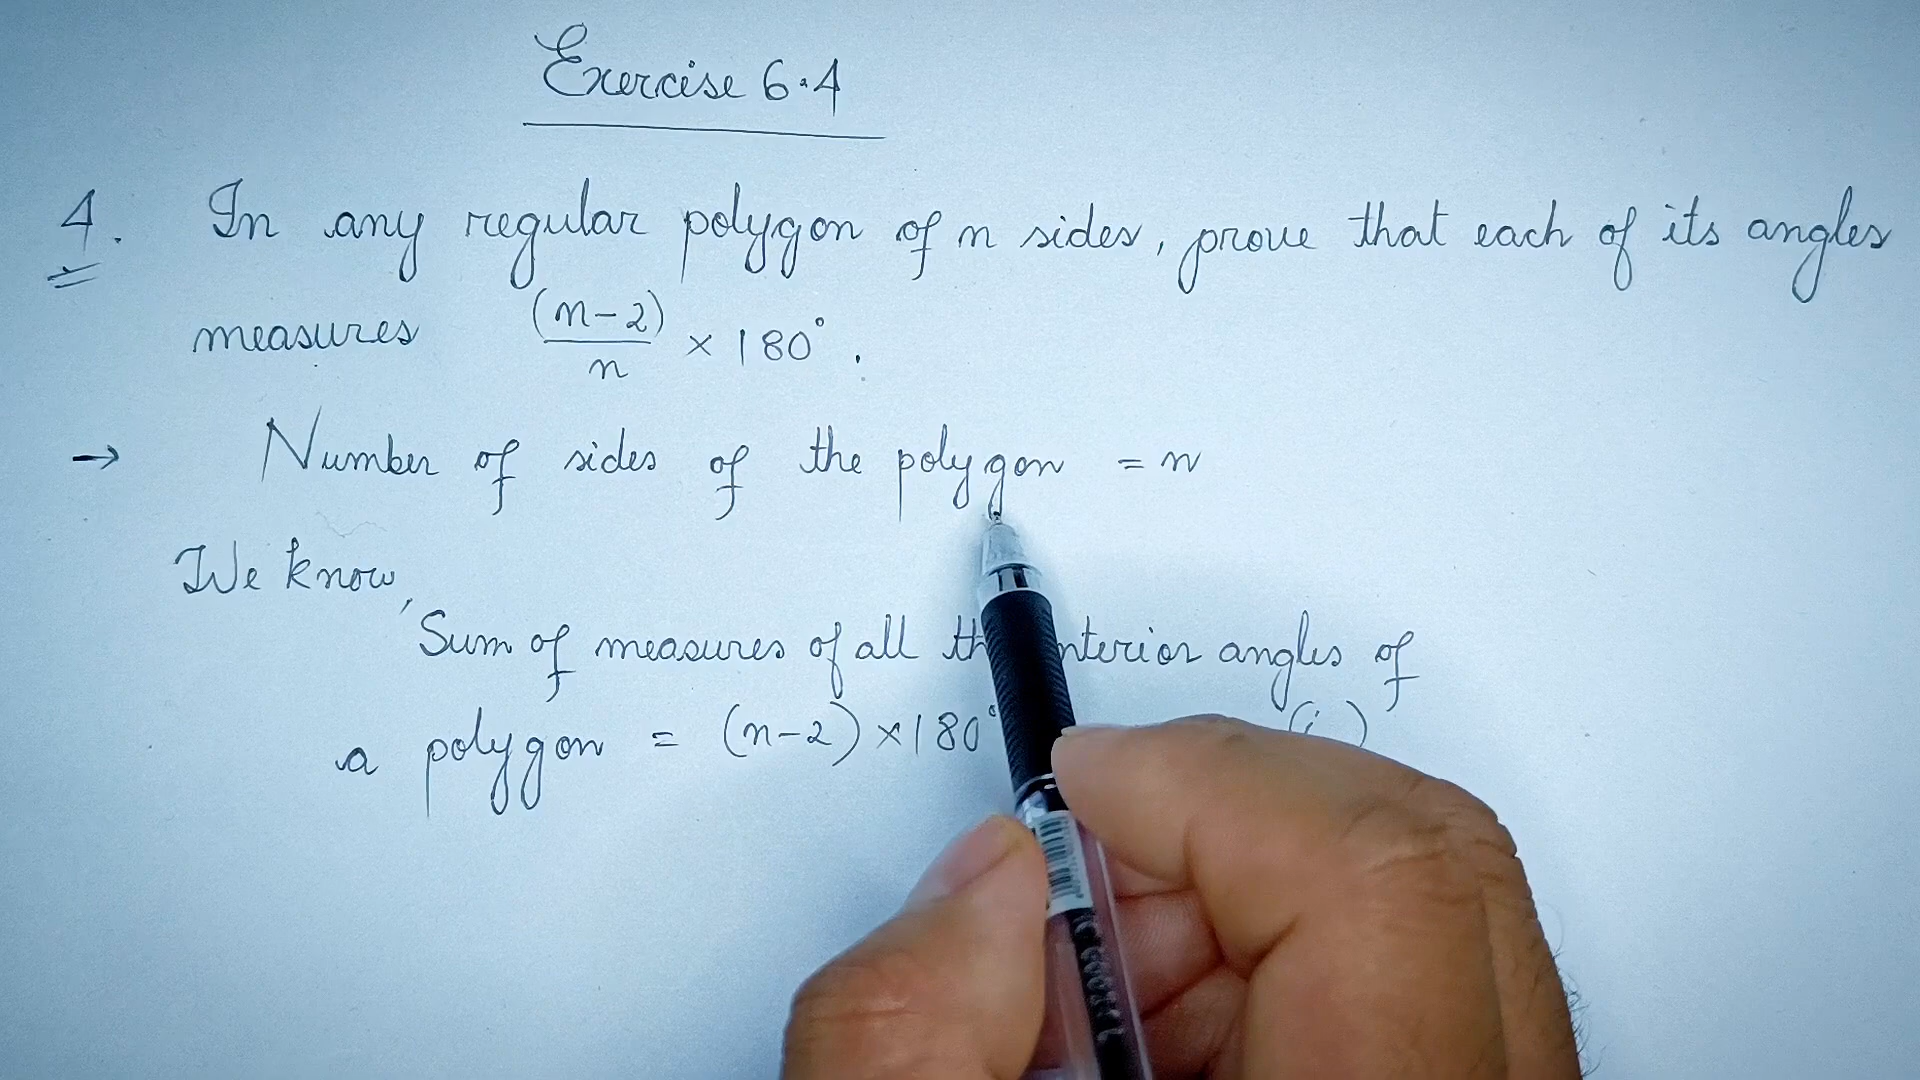 Exercise 6.4
4. In any regular polygon of n sides, prove that each of its angles
measures (n-2)/n × 180°.
→ Number of sides of the polygon = n
We know,
Sum of measures of all interior angles of
a polygon = (n-2) × 180° (i)